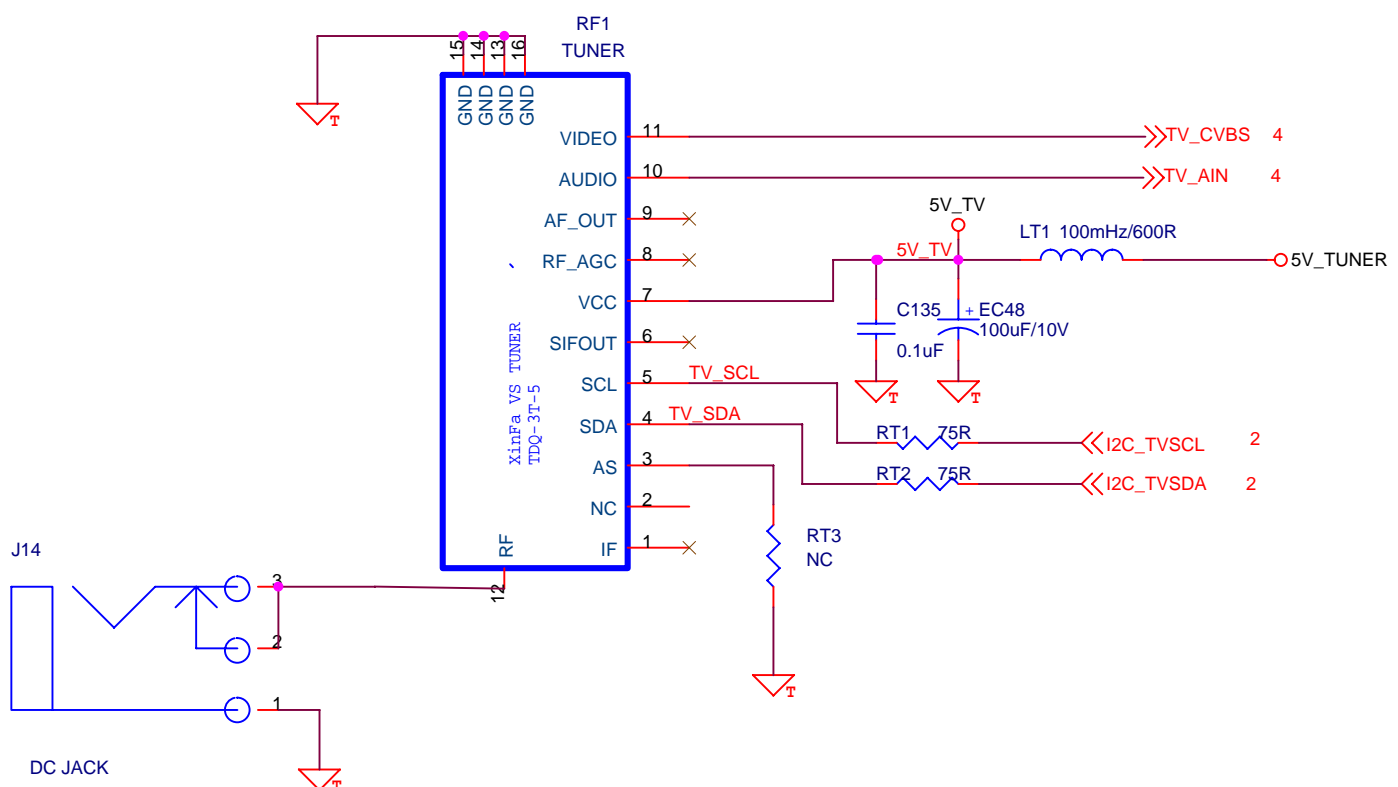 RF1
TUNER
15
14
13
16
GND
GND
GND
GND
T
VIDEO 11
TV_CVBS 4
AUDIO 10
TV_AIN 4
AF_OUT 9
5V_TV
RF_AGC 8
5V_TV
LT1 100mHz/600R
5V_TUNER
VCC 7
C135
0.1uF
+ EC48
100uF/10V
T
T
SIFOUT 6
XinFa VS TUNER
TDQ-3T-5
SCL 5
TV_SCL
SDA 4
TV_SDA
RT1 75R
I2C_TVSCL 2
AS 3
RT2 75R
I2C_TVSDA 2
NC 2
RT3
NC
IF 1
RF
12
T
J14
3
2
1
T
DC JACK